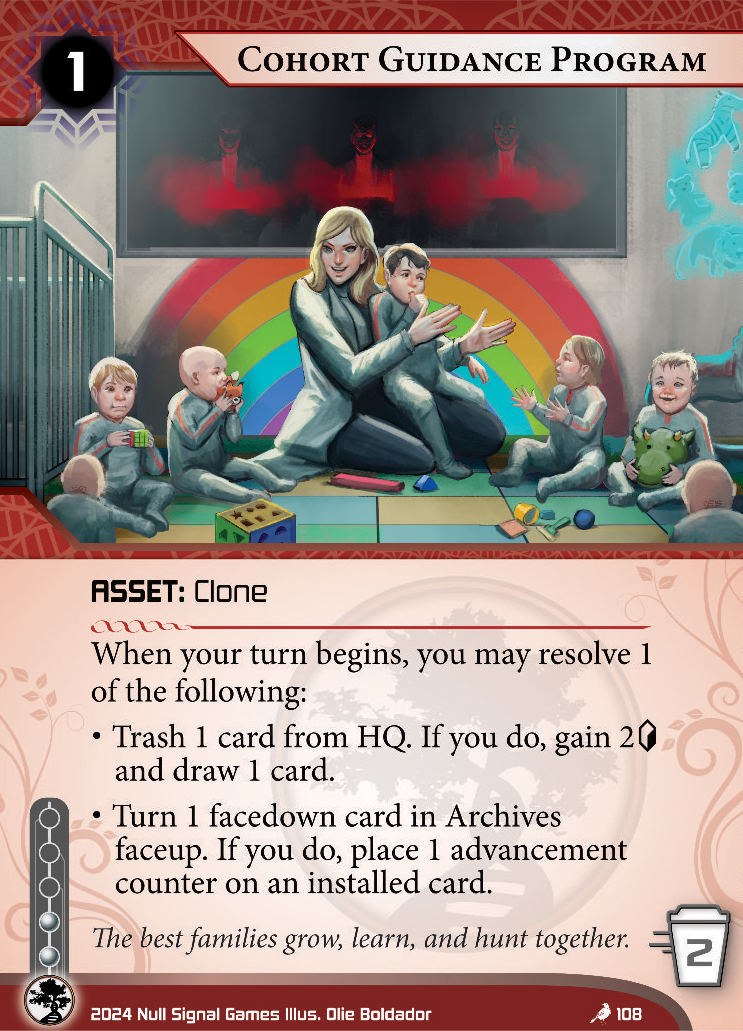 1
Cohort Guidance Program
ASSET: Clone
When your turn begins, you may resolve 1
of the following:
• Trash 1 card from HQ. If you do, gain 2
and draw 1 card.
• Turn 1 facedown card in Archives
faceup. If you do, place 1 advancement
counter on an installed card.
The best families grow, learn, and hunt together.
2
2024 Null Signal Games Illus. Olie Boldador
108